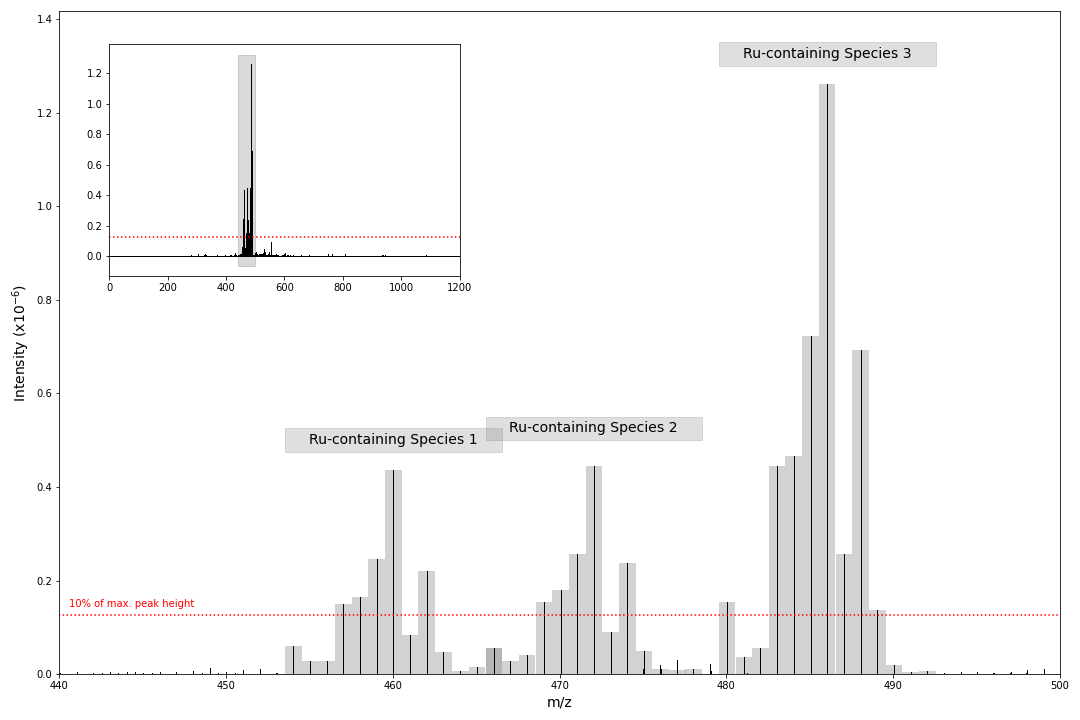 1.4
1.2
1.0
0.8
0.6
0.4
0.2
0.0
Intensity (x10⁻⁶)
1.2
1.0
0.8
0.6
0.4
0.2
0.0
0 200 400 600 800 1000 1200
Ru-containing Species 3
Ru-containing Species 1
Ru-containing Species 2
10% of max. peak height
440 450 460 470 480 490 500
m/z